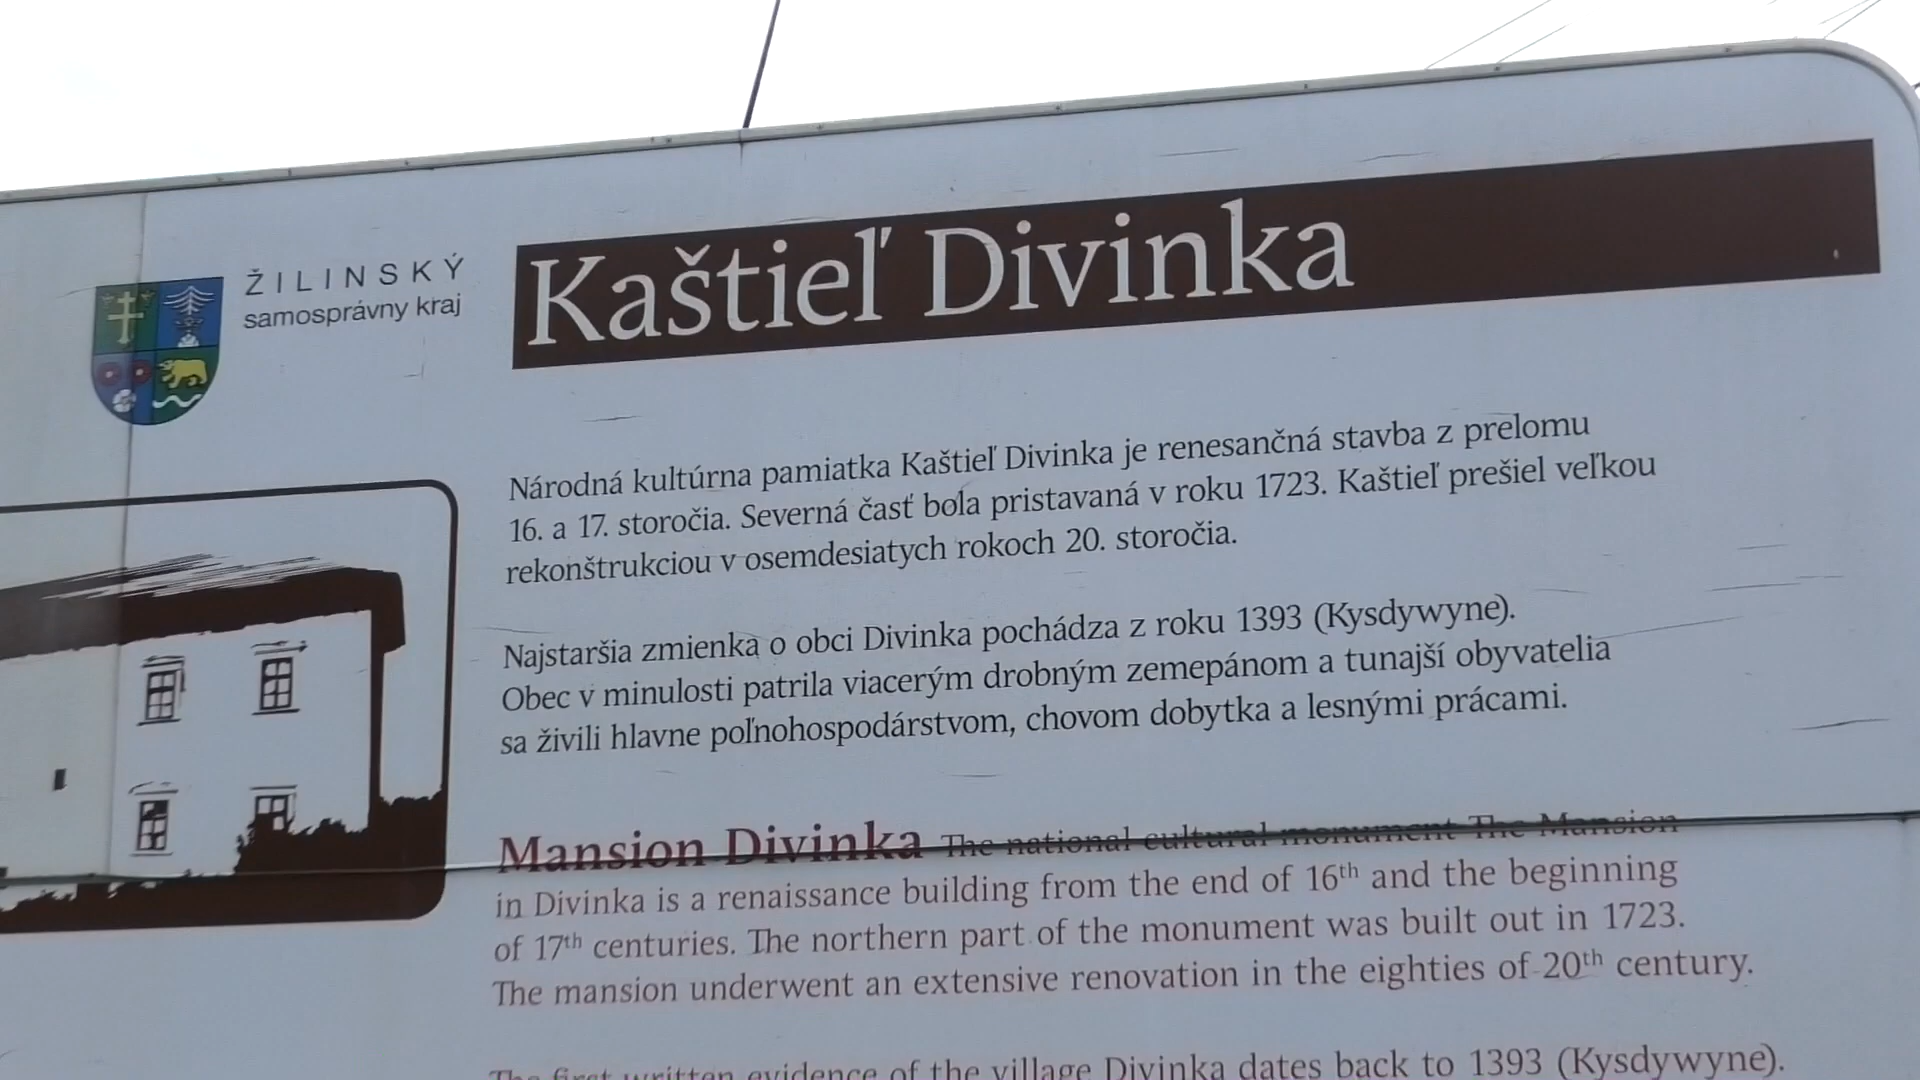 ŽILINSKÝ
samosprávny kraj
Kaštieľ Divinka
Národná kultúrna pamiatka Kaštieľ Divinka je renesančná stavba z prelomu
16. a 17. storočia. Severná časť bola pristavaná v roku 1723. Kaštieľ prešiel veľkou
rekonštrukciou v osemdesiatych rokoch 20. storočia.
Najstaršia zmienka o obci Divinka pochádza z roku 1393 (Kysdywyne).
Obec v minulosti patrila viacerým drobným zemepánom a tunajší obyvatelia
sa živili hlavne poľnohospodárstvom, chovom dobytka a lesnými prácami.
Mansion Divinka The national cultural monument The Mansion
in Divinka is a renaissance building from the end of 16th and the beginning
of 17th centuries. The northern part of the monument was built out in 1723.
The mansion underwent an extensive renovation in the eighties of 20th century.
The first written evidence of the village Divinka dates back to 1393 (Kysdywyne).